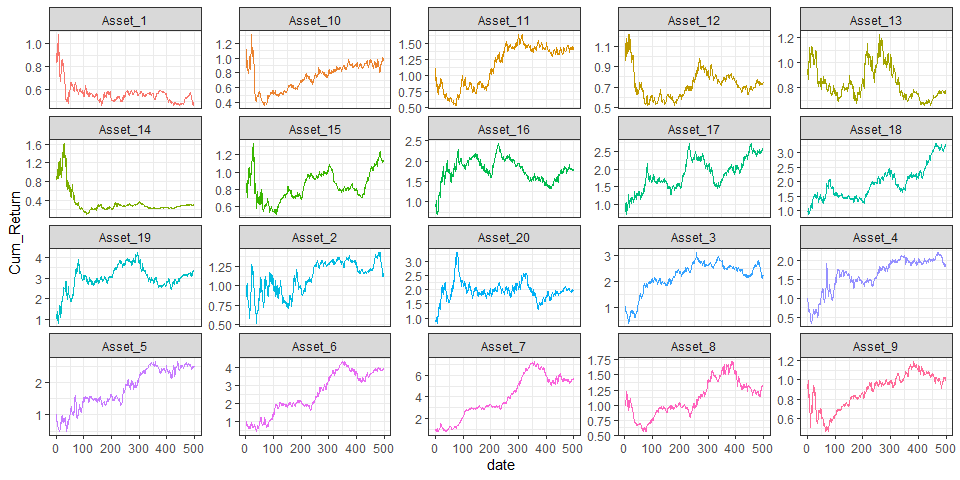 Asset_1 Asset_10 Asset_11 Asset_12 Asset_13
1.0 0.8 0.6
1.2 1.0 0.8 0.6 0.4
1.50 1.25 1.00 0.75 0.50
1.1 0.9 0.7 0.5
1.2 1.0 0.8
Asset_14 Asset_15 Asset_16 Asset_17 Asset_18
1.6 1.2 0.8 0.4
1.2 1.0 0.8 0.6
2.5 2.0 1.5 1.0
2.5 2.0 1.5 1.0
3.0 2.5 2.0 1.5 1.0
Cum_Return
Asset_19 Asset_2 Asset_20 Asset_3 Asset_4
4 3 2 1
1.25 1.00 0.75 0.50
3.0 2.5 2.0 1.5 1.0
3 2 1
2.0 1.5 1.0 0.5
Asset_5 Asset_6 Asset_7 Asset_8 Asset_9
2 1
4 3 2 1
6 4 2
1.75 1.50 1.25 1.00 0.75 0.50
1.2 1.0 0.8 0.6
0 100 200 300 400 500 0 100 200 300 400 500 0 100 200 300 400 500 0 100 200 300 400 500 0 100 200 300 400 500
date